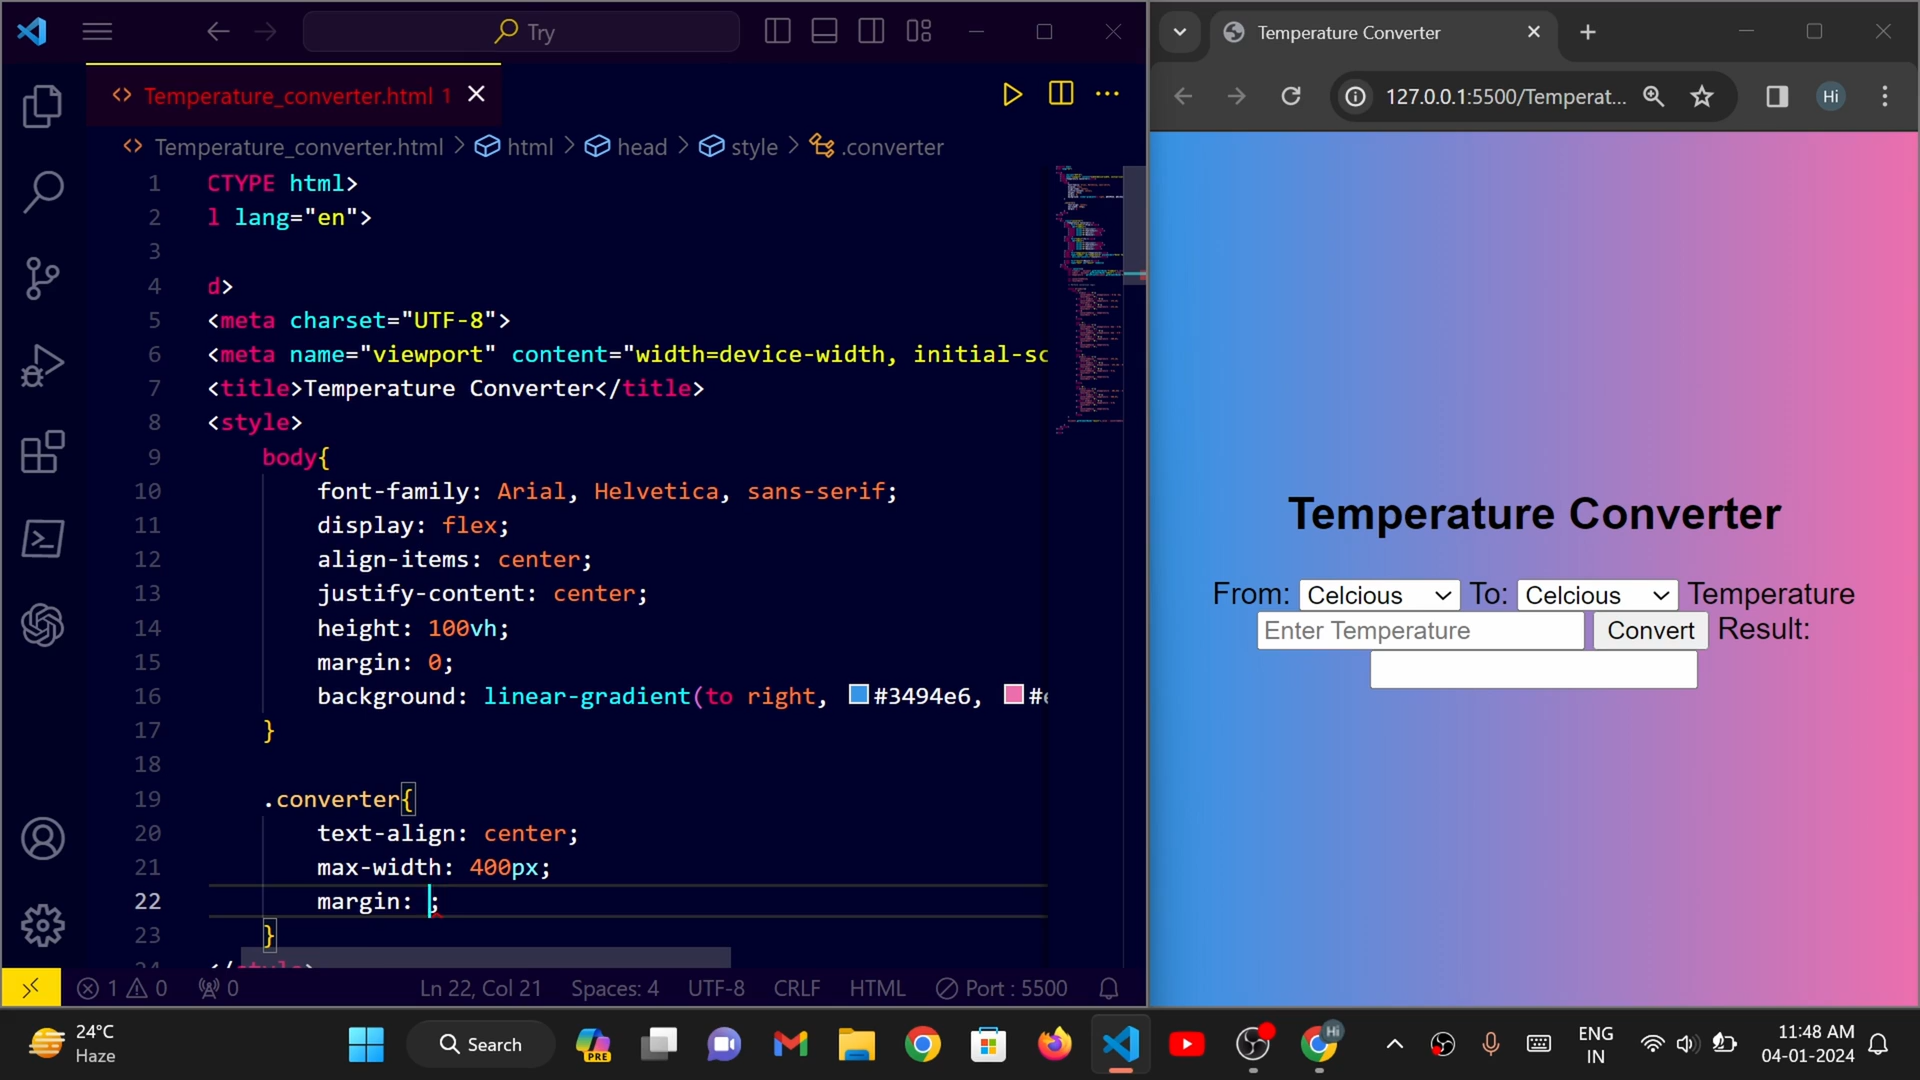 Try
Temperature_converter.html 1
Temperature_converter.html > html > head > style > .converter
1 CTYPE html>
2 l lang="en">
3
4 d>
5 <meta charset="UTF-8">
6 <meta name="viewport" content="width=device-width, initial-sc
7 <title>Temperature Converter</title>
8 <style>
9 body{
10 font-family: Arial, Helvetica, sans-serif;
11 display: flex;
12 align-items: center;
13 justify-content: center;
14 height: 100vh;
15 margin: 0;
16 background: linear-gradient(to right, #3494e6, #e
17 }
18
19 .converter{
20 text-align: center;
21 max-width: 400px;
22 margin: ;
23 }
24 </style>
1 0 0 Ln 22, Col 21 Spaces: 4 UTF-8 CRLF HTML Port : 5500
Temperature Converter
127.0.0.1:5500/Temperat... Hi
Temperature Converter
From: Celcious To: Celcious Temperature
Enter Temperature Convert Result:
24°C
Haze
Search
PRE
Hi
ENG
IN
11:48 AM
04-01-2024